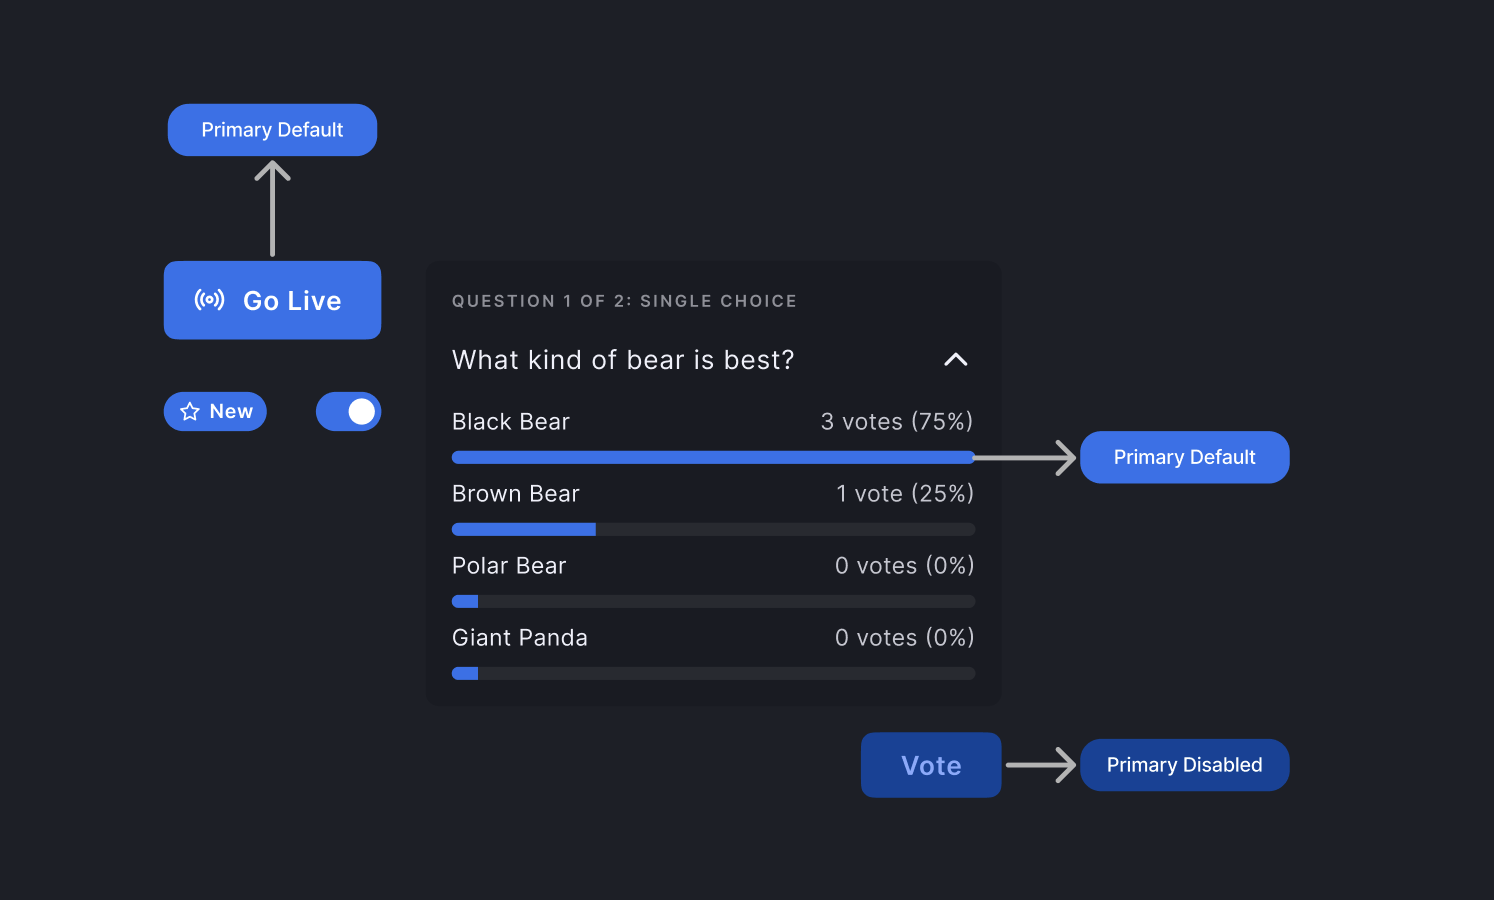 Primary Default
Go Live
New
QUESTION 1 OF 2: SINGLE CHOICE
What kind of bear is best?
Black Bear 3 votes (75%)
Primary Default
Brown Bear 1 vote (25%)
Polar Bear 0 votes (0%)
Giant Panda 0 votes (0%)
Vote
Primary Disabled